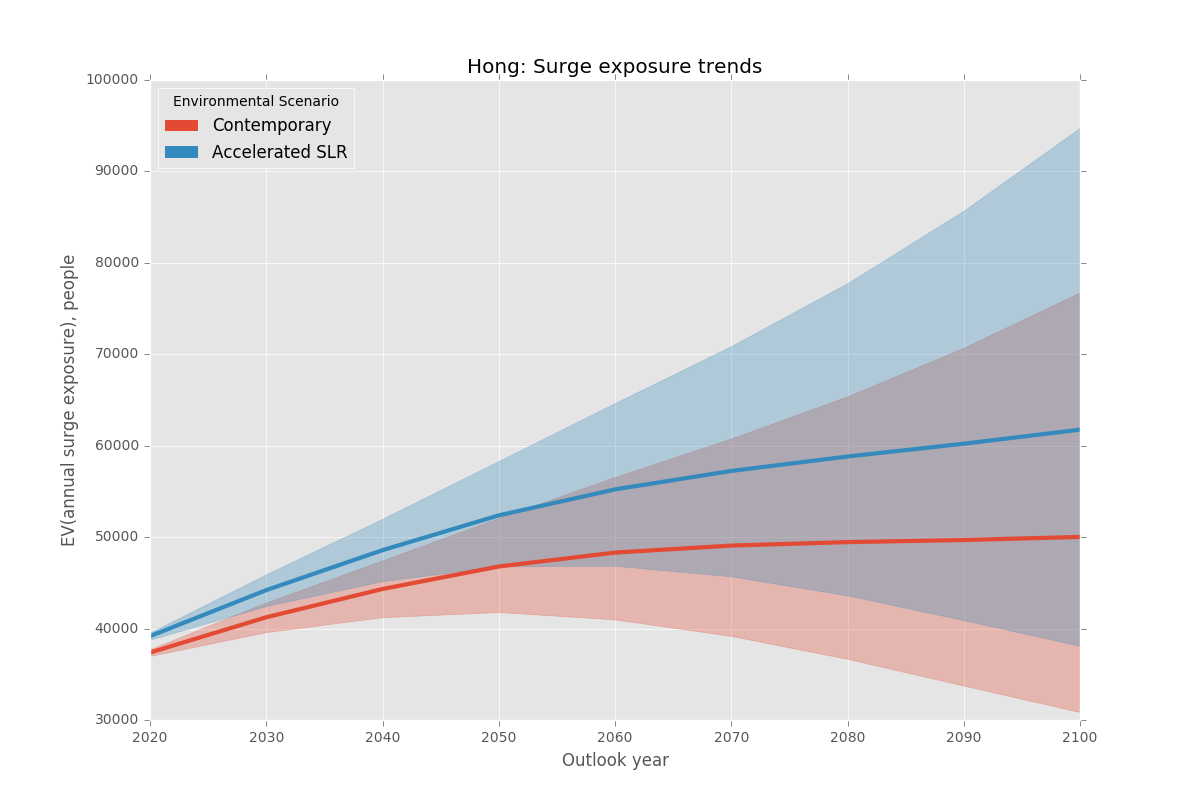 Hong: Surge exposure trends
Environmental Scenario
Contemporary
Accelerated SLR
EV(annual surge exposure), people
100000
90000
80000
70000
60000
50000
40000
30000
2020 2030 2040 2050 2060 2070 2080 2090 2100
Outlook year